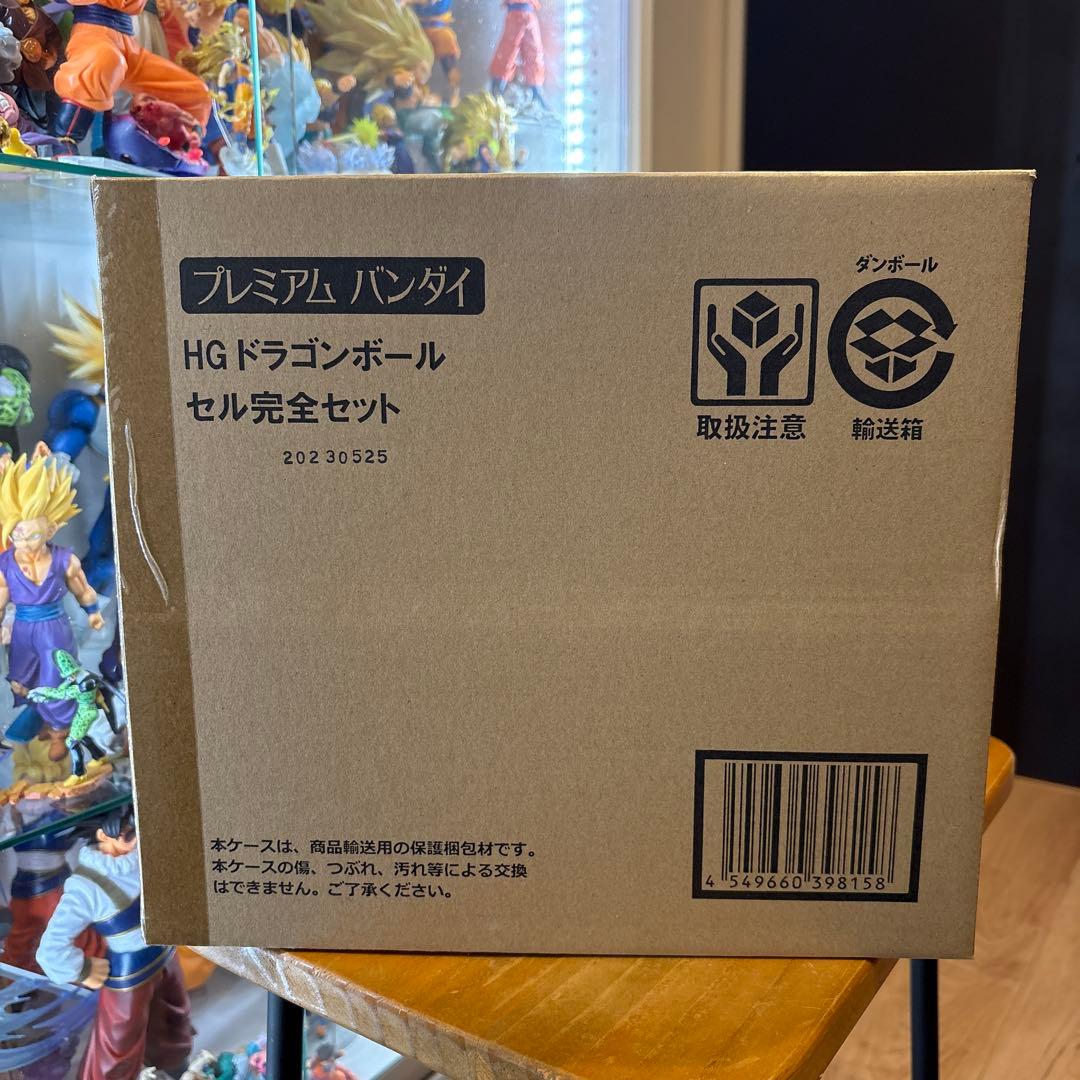 プレミアム バンダイ
HGドラゴンボール
セル完全セット
20230525
ダンボール
取扱注意
輸送箱
本ケースは、商品輸送用の保護梱包材です。
本ケースの傷、つぶれ、汚れ等による交換
はできません。ご了承ください。
4 549660 398158